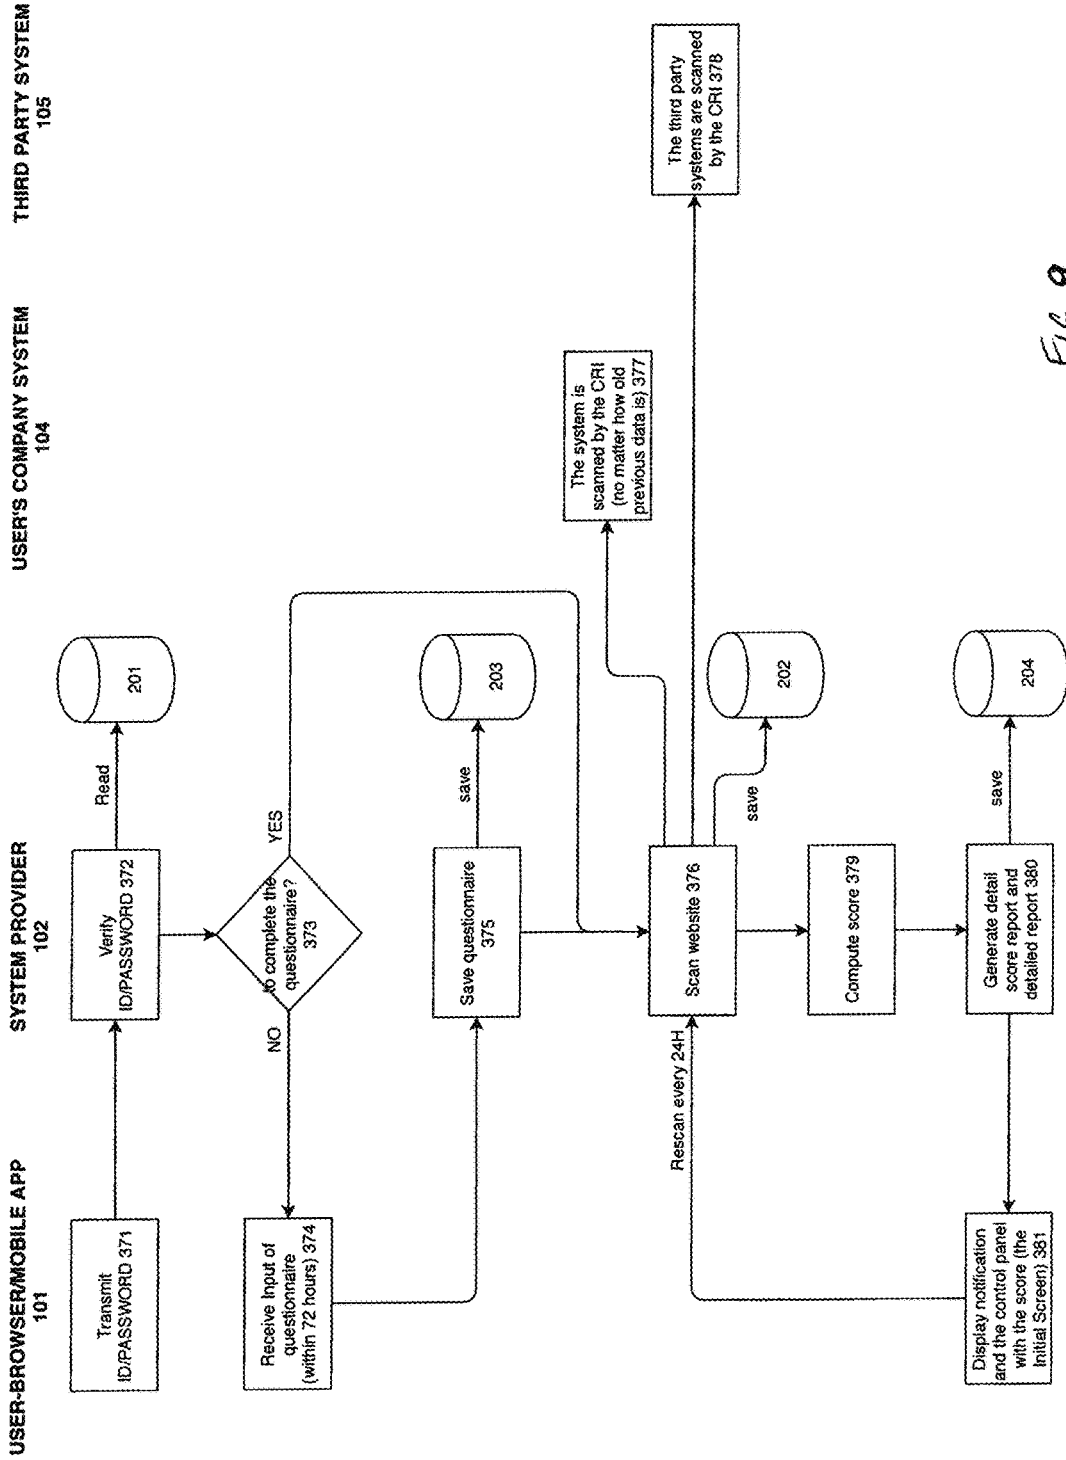 USER-BROWSER/MOBILE APP
101
SYSTEM PROVIDER
102
USER'S COMPANY SYSTEM
104
THIRD PARTY SYSTEM
105
Transmit
ID/PASSWORD 371
Verify
ID/PASSWORD 372
Read
201
to complete the
questionnaire?
373
NO
YES
Receive Input of
questionnaire
(within 72 hours) 374
Save questionnaire
375
save
203
The system is
scanned by the CRI
(no matter how old
previous data is) 377
Rescan every 24H
Scan website 376
The third party
systems are scanned
by the CRI 378
save
202
Compute score 379
Display notification
and the control panel
with the score (the
Initial Screen) 381
Generate detail
score report and
detailed report 380
save
204